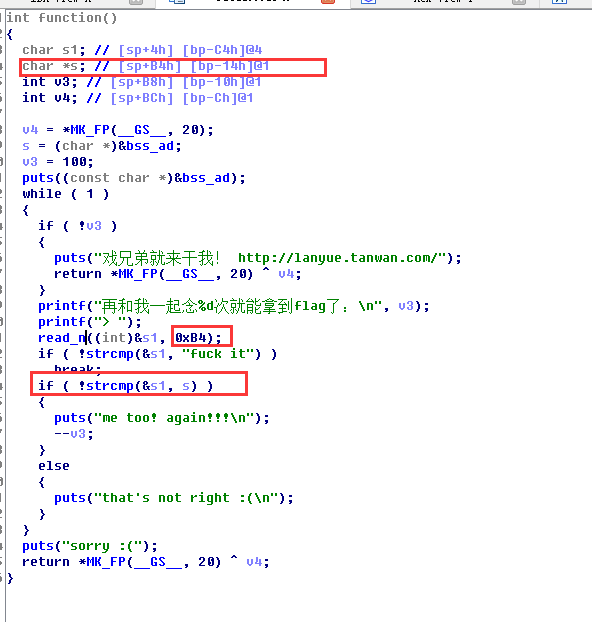 int function()
{
char s1; // [sp+4h] [bp-C4h]@4
char *s; // [sp+B4h] [bp-14h]@1
int v3; // [sp+B8h] [bp-10h]@1
int v4; // [sp+BCh] [bp-Ch]@1
v4 = *MK_FP(__GS__, 20);
s = (char *)&bss_ad;
v3 = 100;
puts((const char *)&bss_ad);
while ( 1 )
{
if ( !v3 )
{
puts("戏兄弟就来干我! http://lanyue.tanwan.com/");
return *MK_FP(__GS__, 20) ^ v4;
}
printf("再和我一起念%d次就能拿到flag了: \n", v3);
printf("> ");
read_n((int)&s1, 0xB4);
if ( !strcmp(&s1, "fuck it") )
break;
if ( !strcmp(&s1, s) )
{
puts("me too! again!!!\n");
--v3;
}
else
{
puts("that's not right :(\n");
}
}
puts("sorry :(");
return *MK_FP(__GS__, 20) ^ v4;
}